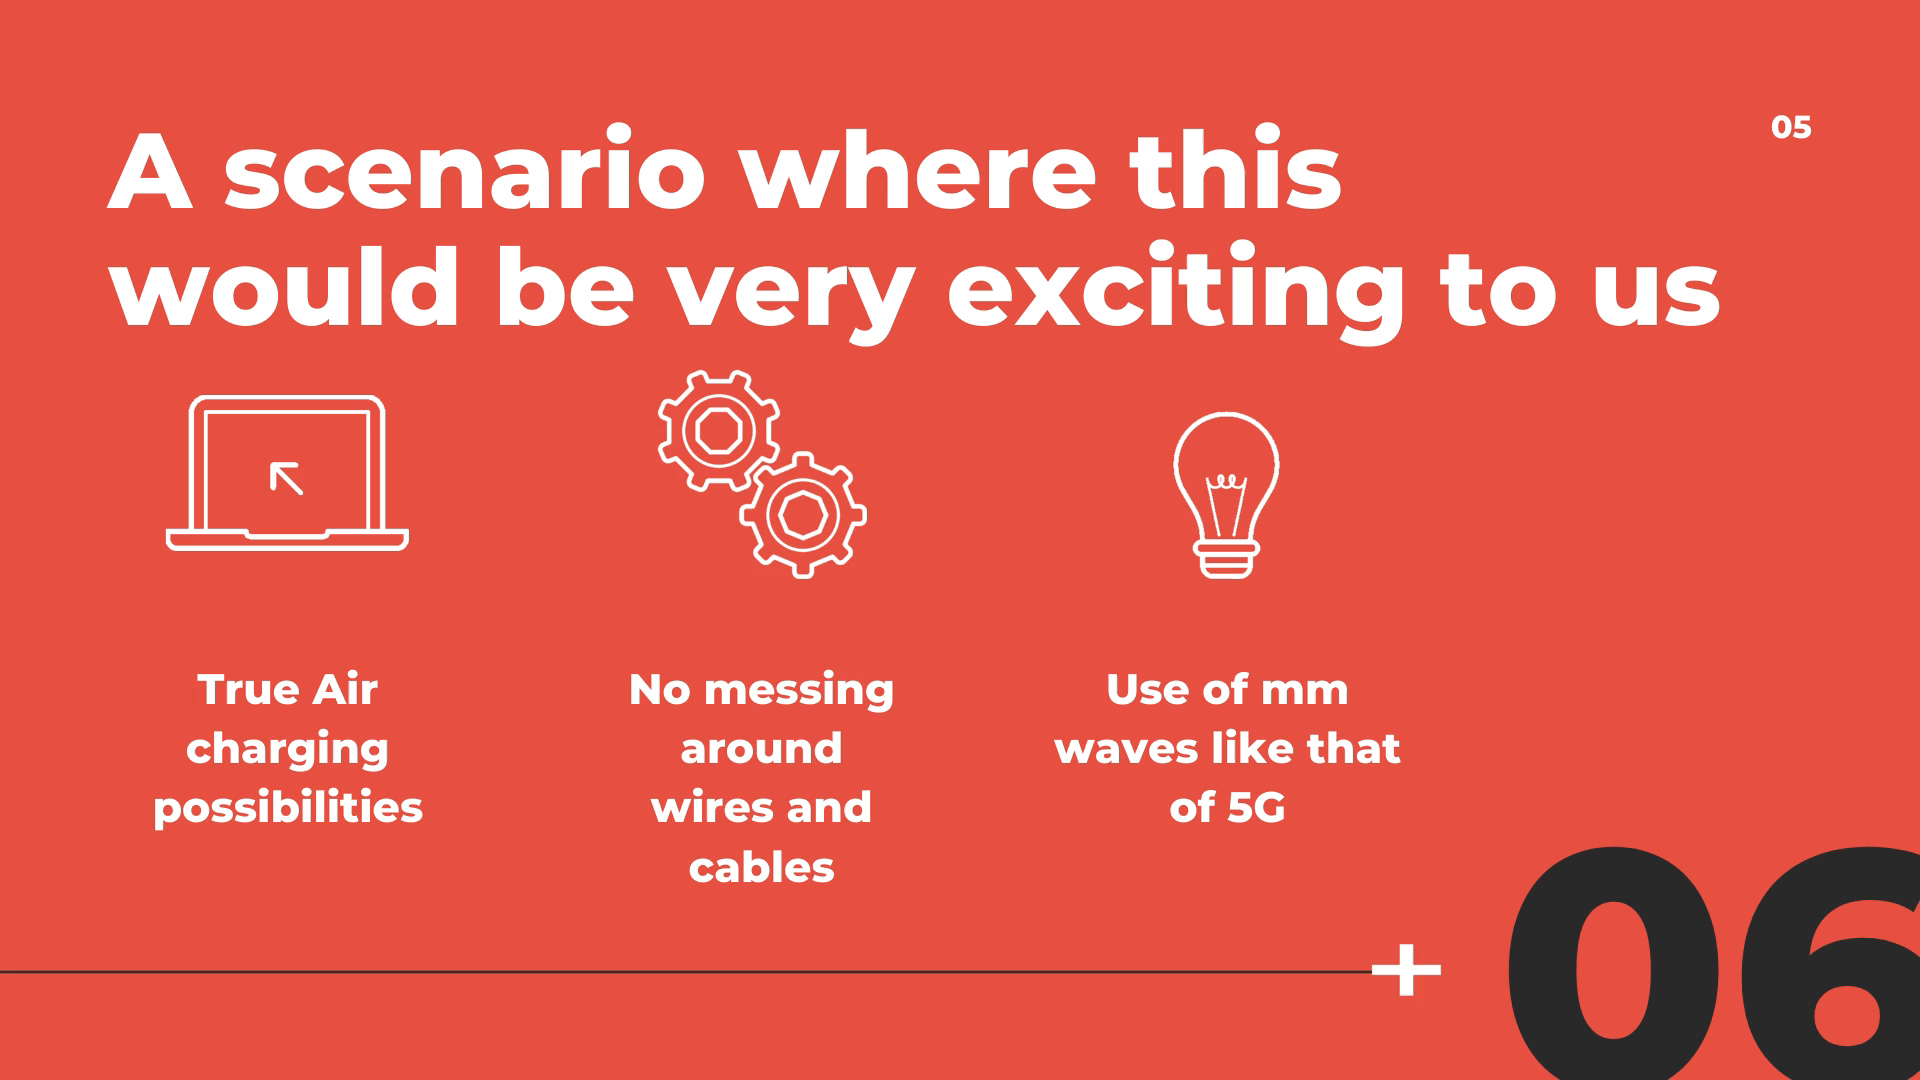 05
A scenario where this
would be very exciting to us
True Air
charging
possibilities
No messing
around
wires and
cables
Use of mm
waves like that
of 5G
+
06